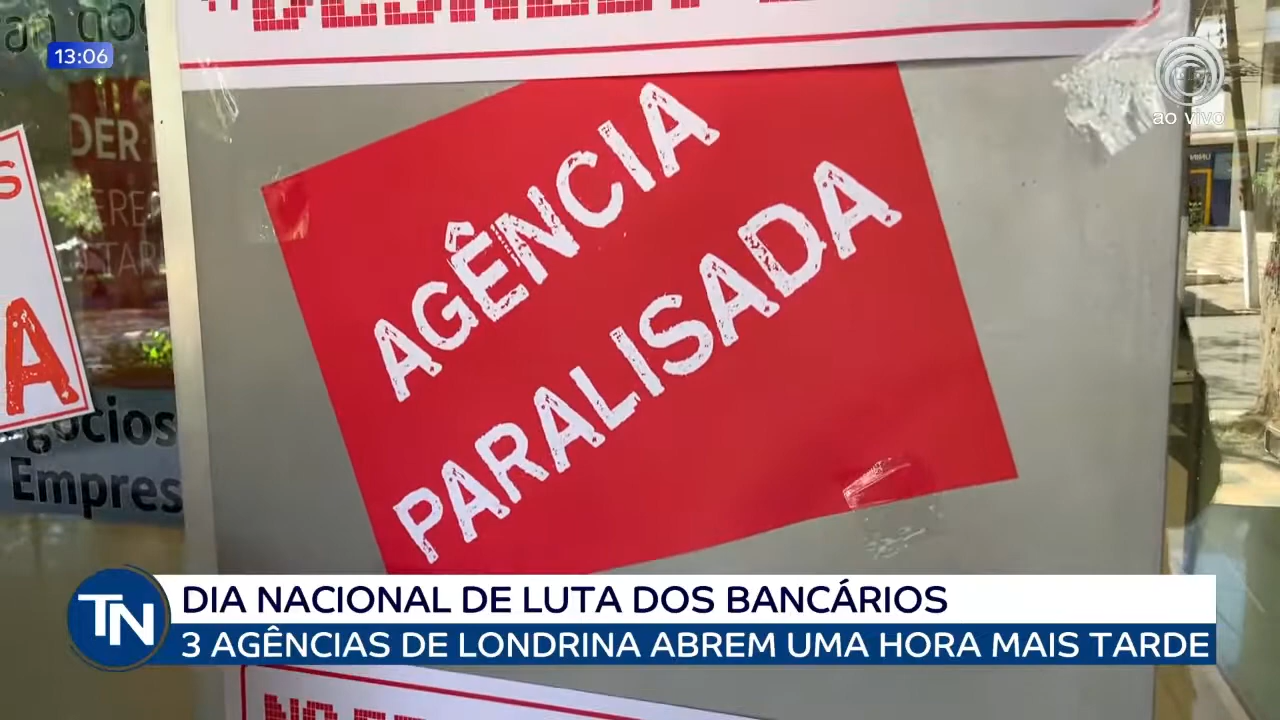 13:06
ao vivo
DER
S
A
gócios
Empres
AGÊNCIA
PARALISADA
TN
DIA NACIONAL DE LUTA DOS BANCÁRIOS
3 AGÊNCIAS DE LONDRINA ABREM UMA HORA MAIS TARDE